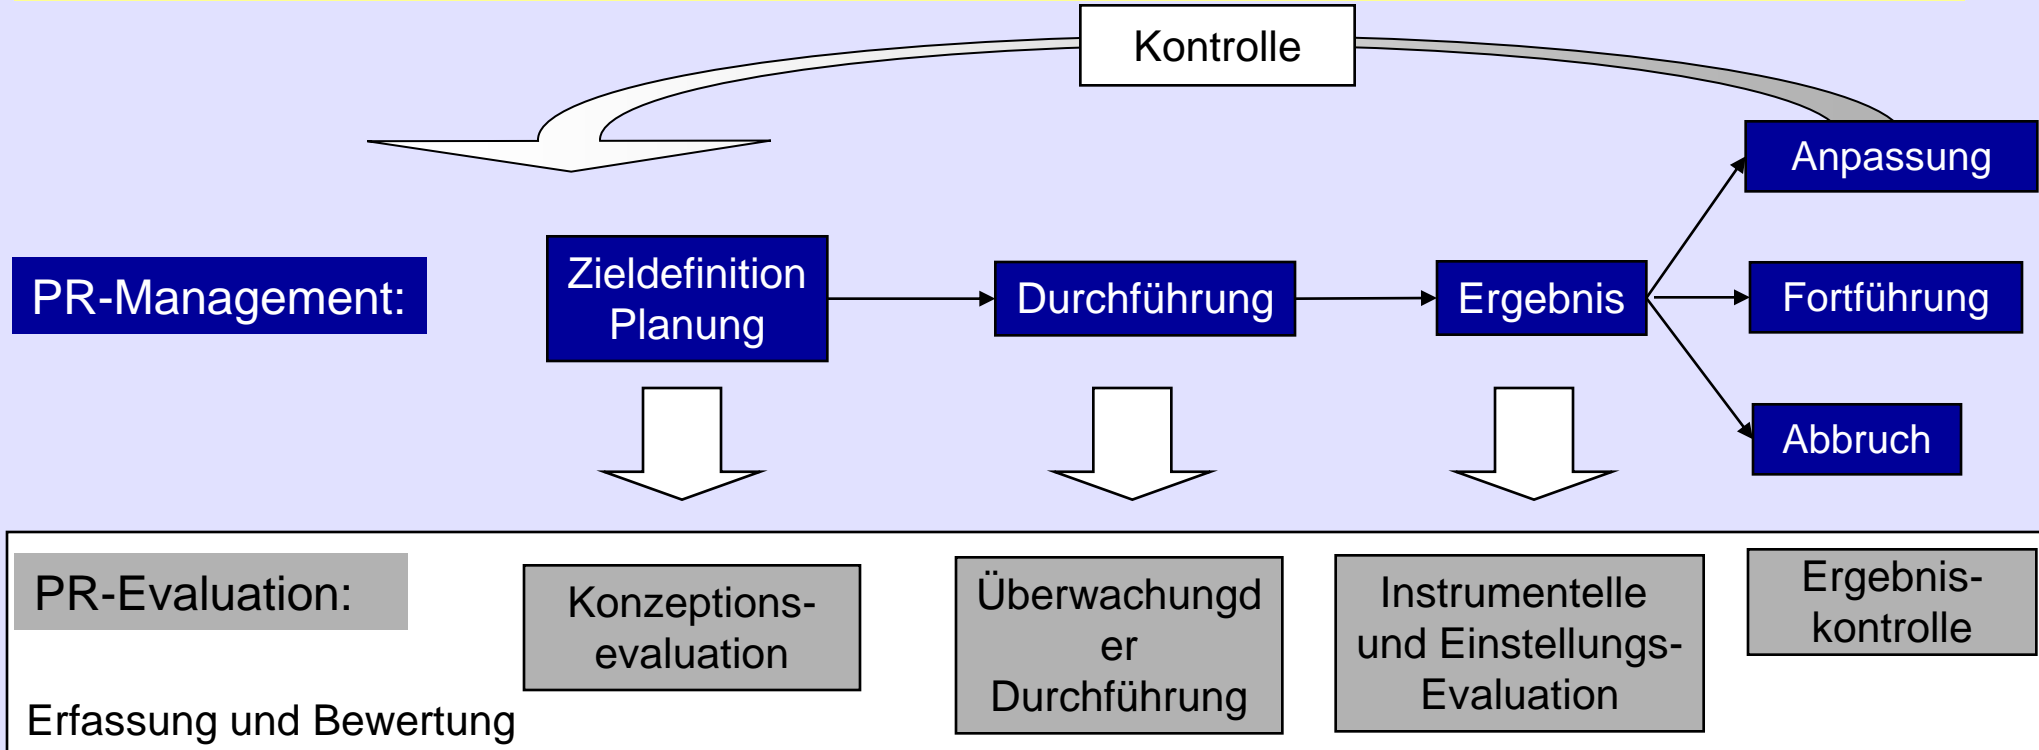 Kontrolle
Anpassung
PR-Management:
Zieldefinition
Planung
Durchführung
Ergebnis
Fortführung
Abbruch
PR-Evaluation:
Konzeptions-
evaluation
Überwachungd
er
Durchführung
Instrumentelle
und Einstellungs-
Evaluation
Ergebnis-
kontrolle
Erfassung und Bewertung